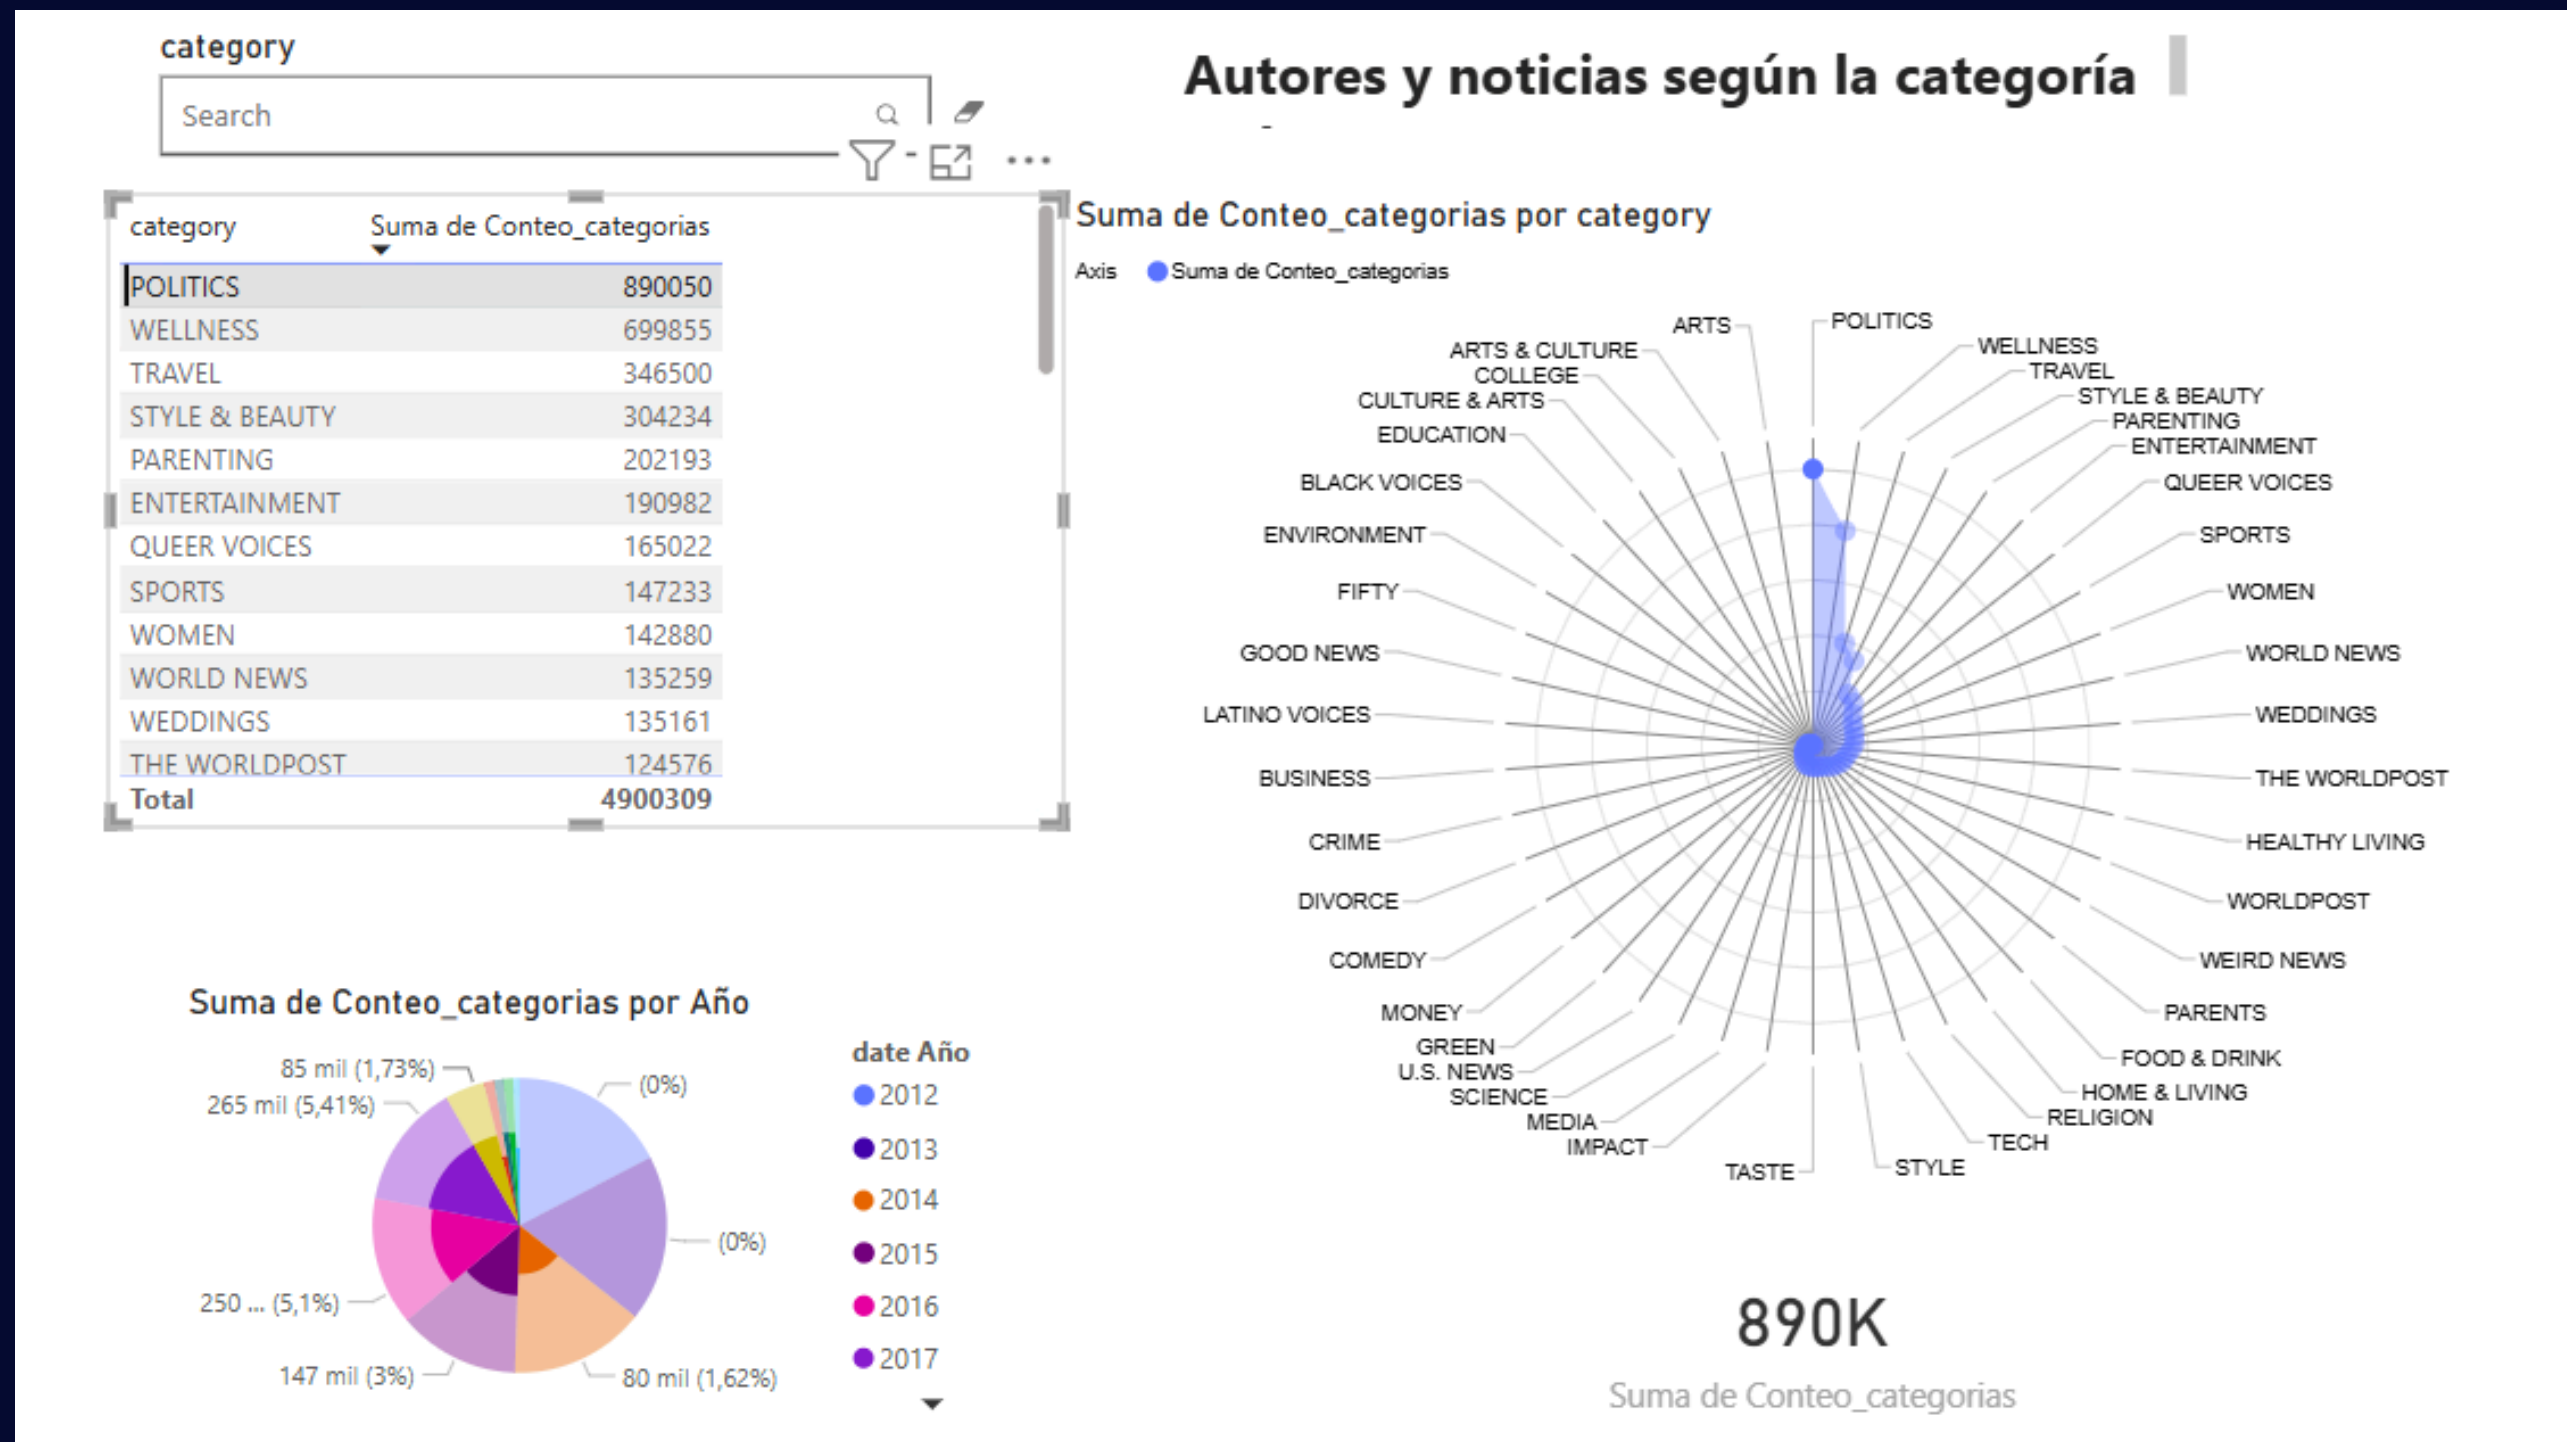 category
Search
Autores y noticias según la categoría
category Suma de Conteo_categorias
POLITICS 890050
WELLNESS 699855
TRAVEL 346500
STYLE & BEAUTY 304234
PARENTING 202193
ENTERTAINMENT 190982
QUEER VOICES 165022
SPORTS 147233
WOMEN 142880
WORLD NEWS 135259
WEDDINGS 135161
THE WORLDPOST 124576
Total 4900309
Suma de Conteo_categorias por category
Axis Suma de Conteo_categorias
POLITICS
WELLNESS
TRAVEL
STYLE & BEAUTY
PARENTING
ENTERTAINMENT
QUEER VOICES
SPORTS
WOMEN
WORLD NEWS
WEDDINGS
THE WORLDPOST
HEALTHY LIVING
WORLDPOST
WEIRD NEWS
PARENTS
FOOD & DRINK
HOME & LIVING
RELIGION
TECH
STYLE
TASTE
IMPACT
MEDIA
SCIENCE
U.S. NEWS
GREEN
MONEY
COMEDY
DIVORCE
CRIME
BUSINESS
LATINO VOICES
GOOD NEWS
FIFTY
ENVIRONMENT
BLACK VOICES
EDUCATION
CULTURE & ARTS
COLLEGE
ARTS & CULTURE
ARTS
Suma de Conteo_categorias por Año
85 mil (1,73%)
265 mil (5,41%)
250 ... (5,1%)
147 mil (3%)
80 mil (1,62%)
(0%)
(0%)
date Año
2012
2013
2014
2015
2016
2017
890K
Suma de Conteo_categorias